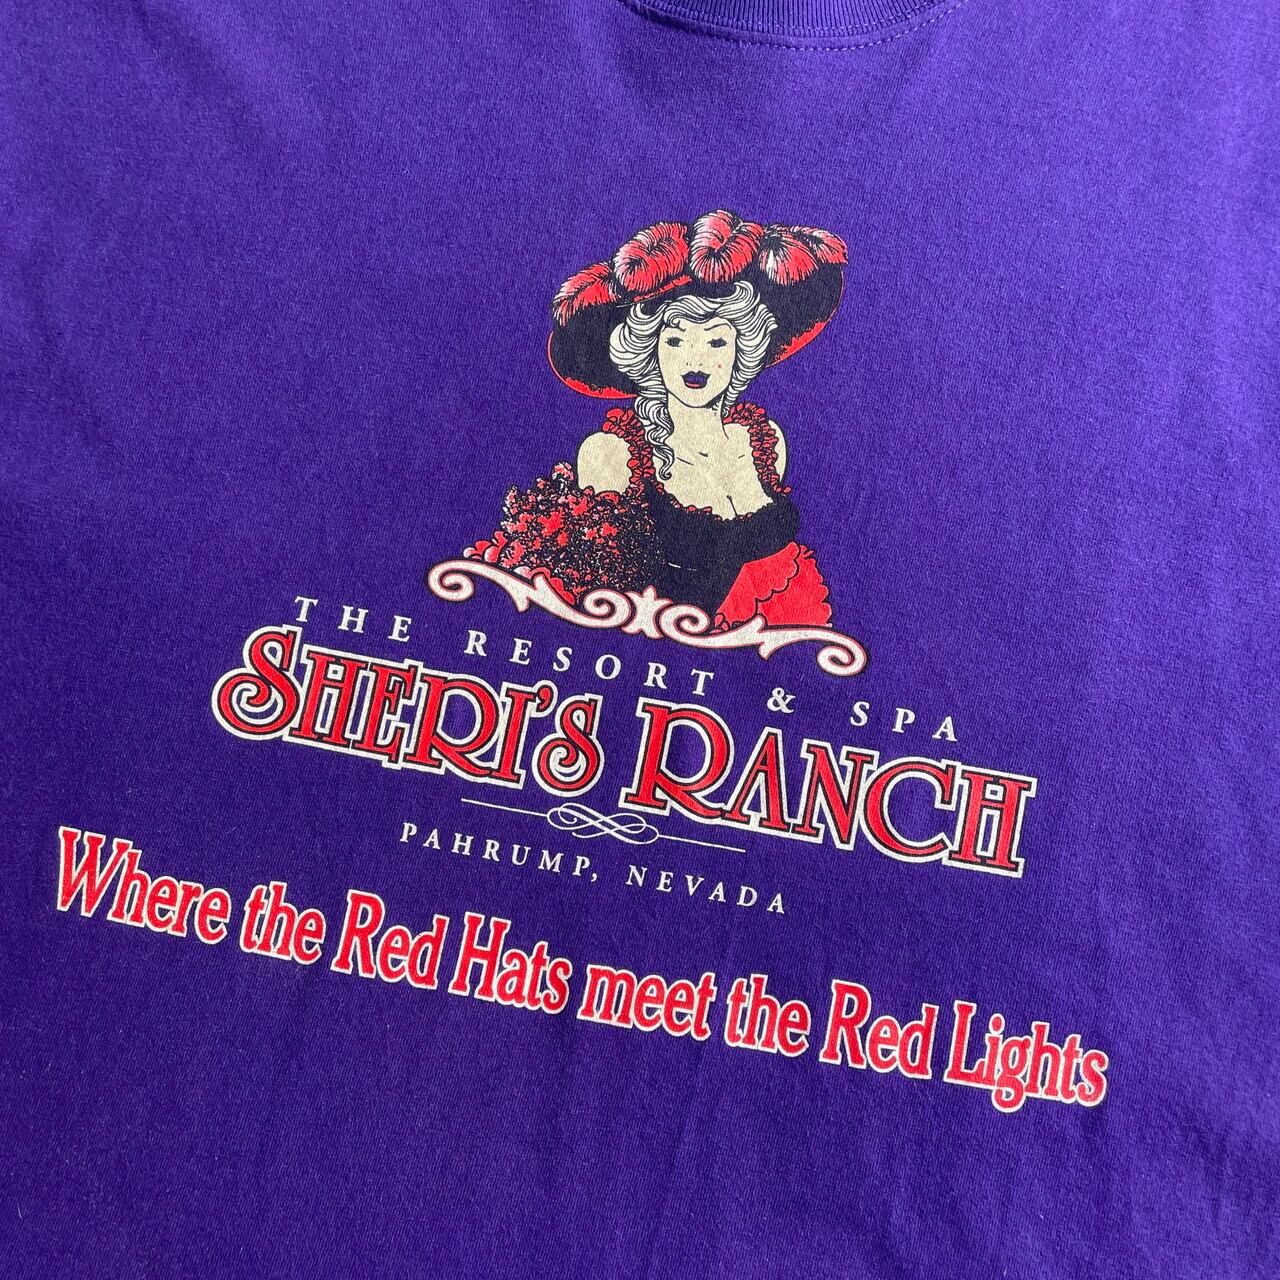 THE RESORT & SPA
SHERI'S RANCH
PAHRUMP, NEVADA
Where the Red Hats meet the Red Lights